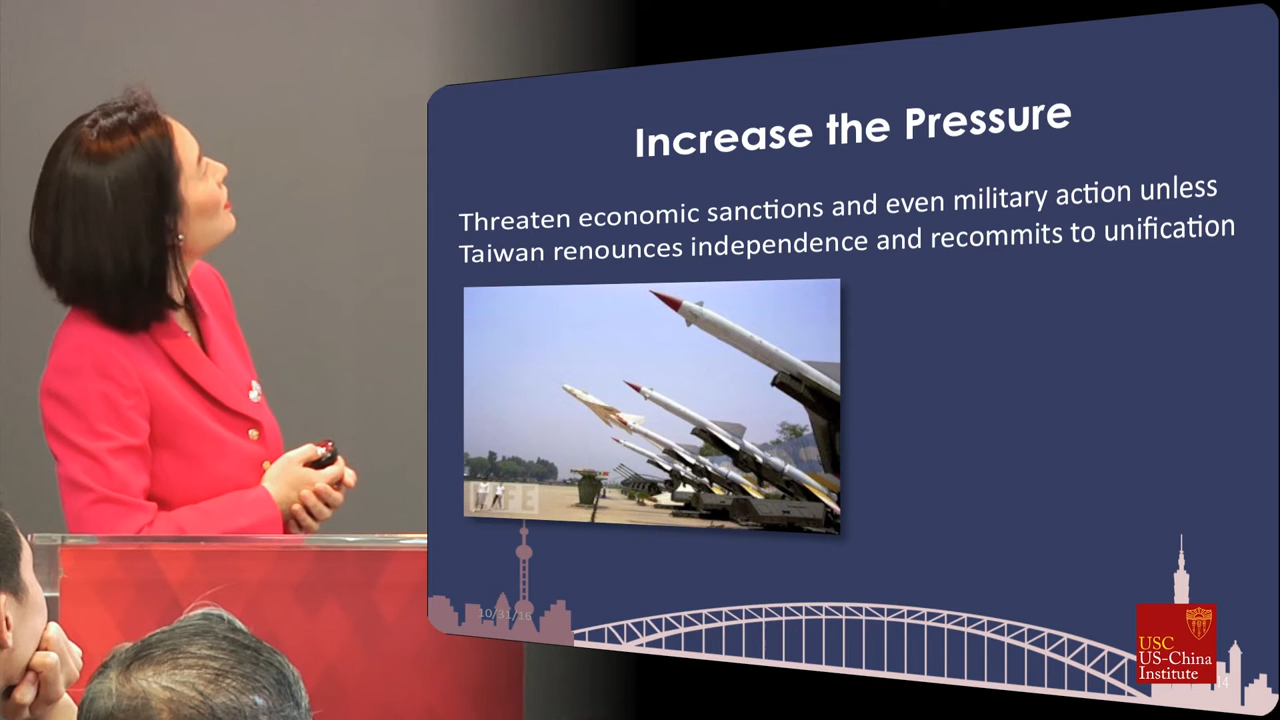 Increase the Pressure
Threaten economic sanctions and even military action unless
Taiwan renounces independence and recommits to unification
LIFE
10/31/16
USC
US-China
Institute
14